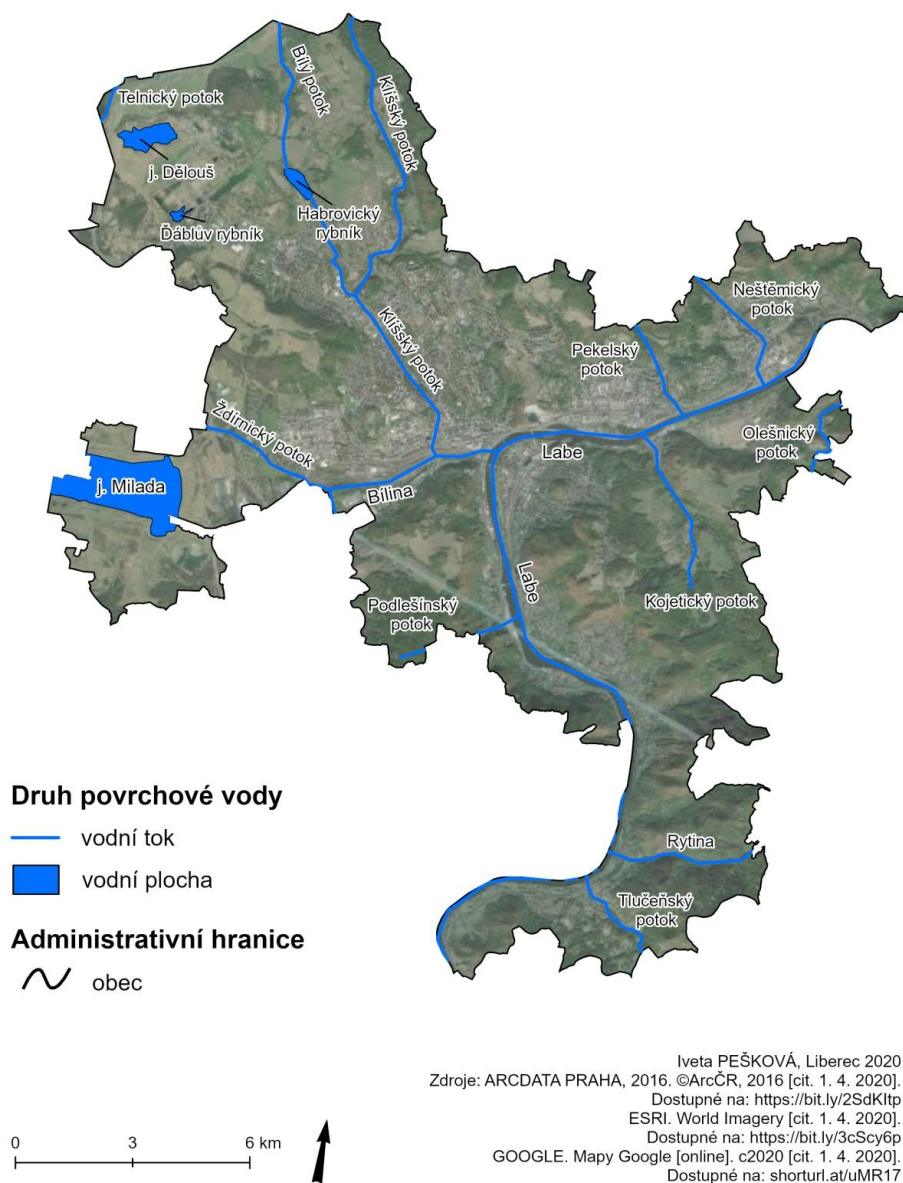 Telnický potok
j. Dělouš
Ďáblův rybník
Bílý potok
Klíšský potok
Habrovický
rybník
Klíšský potok
Neštěmický
potok
Pekelský
potok
Ždírnický potok
Labe
Olešnický
potok
j. Milada
Bílina
Labe
Kojetický potok
Podlešínský
potok
Rytina
Tlučeňský
potok
Druh povrchové vody
vodní tok
vodní plocha
Administrativní hranice
obec
0 3 6 km
Iveta PEŠKOVÁ, Liberec 2020
Zdroje: ARCDATA PRAHA, 2016. ©ArcČR, 2016 [cit. 1. 4. 2020].
Dostupné na: https://bit.ly/2SdKItp
ESRI. World Imagery [cit. 1. 4. 2020].
Dostupné na: https://bit.ly/3cScy6p
GOOGLE. Mapy Google [online]. c2020 [cit. 1. 4. 2020].
Dostupné na: shorturl.at/uMR17